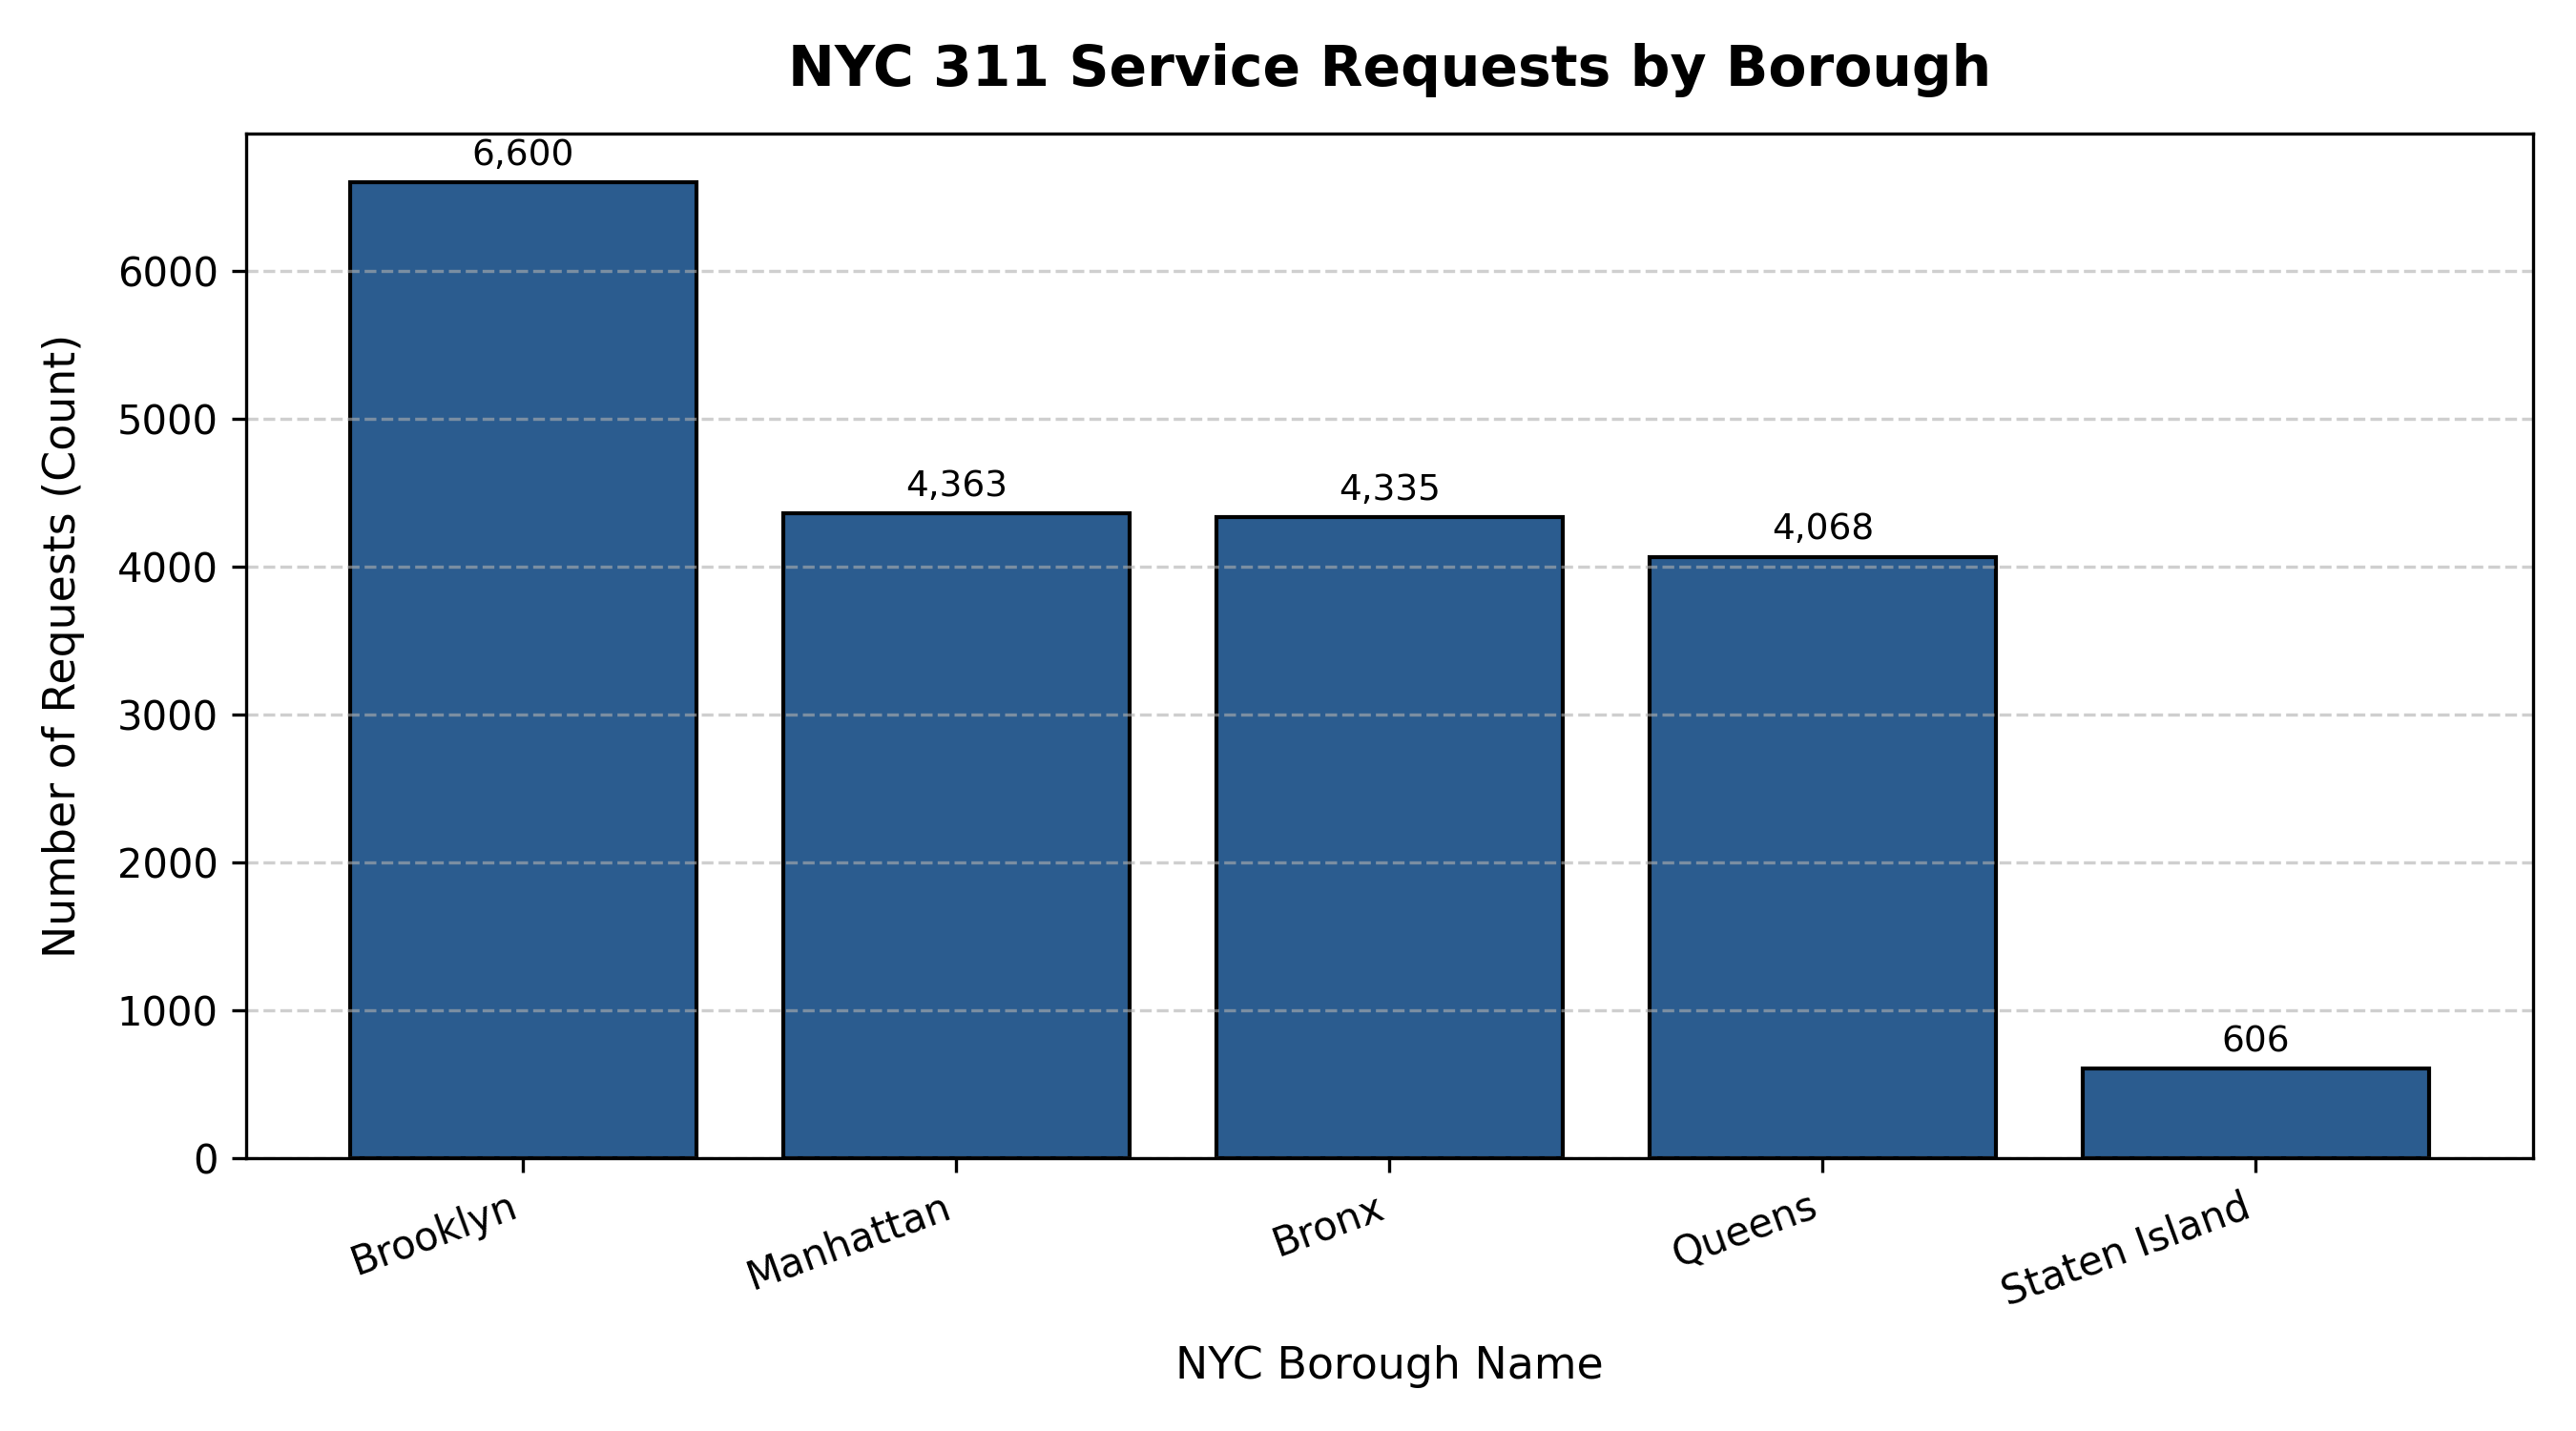 NYC 311 Service Requests by Borough
Number of Requests (Count)
6000
5000
4000
3000
2000
1000
0
6,600
4,363
4,335
4,068
606
Brooklyn
Manhattan
Bronx
Queens
Staten Island
NYC Borough Name